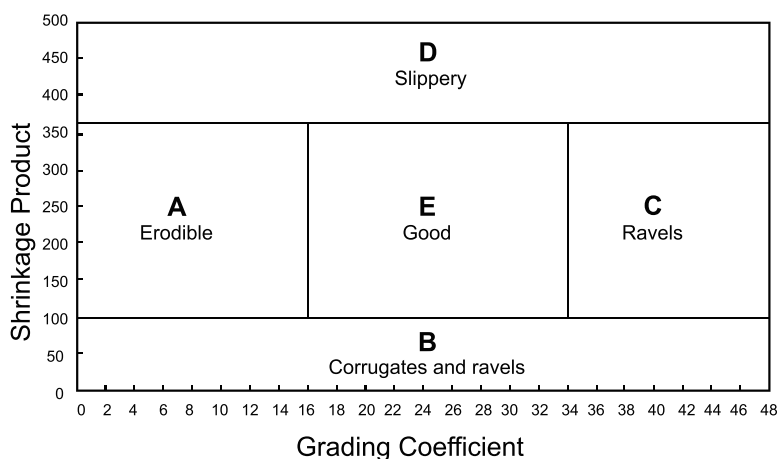 500
450
400
350
300
250
200
150
100
50
0
Shrinkage Product
D
Slippery
A
Erodible
E
Good
C
Ravels
B
Corrugates and ravels
0 2 4 6 8 10 12 14 16 18 20 22 24 26 28 30 32 34 36 38 40 42 44 46 48
Grading Coefficient